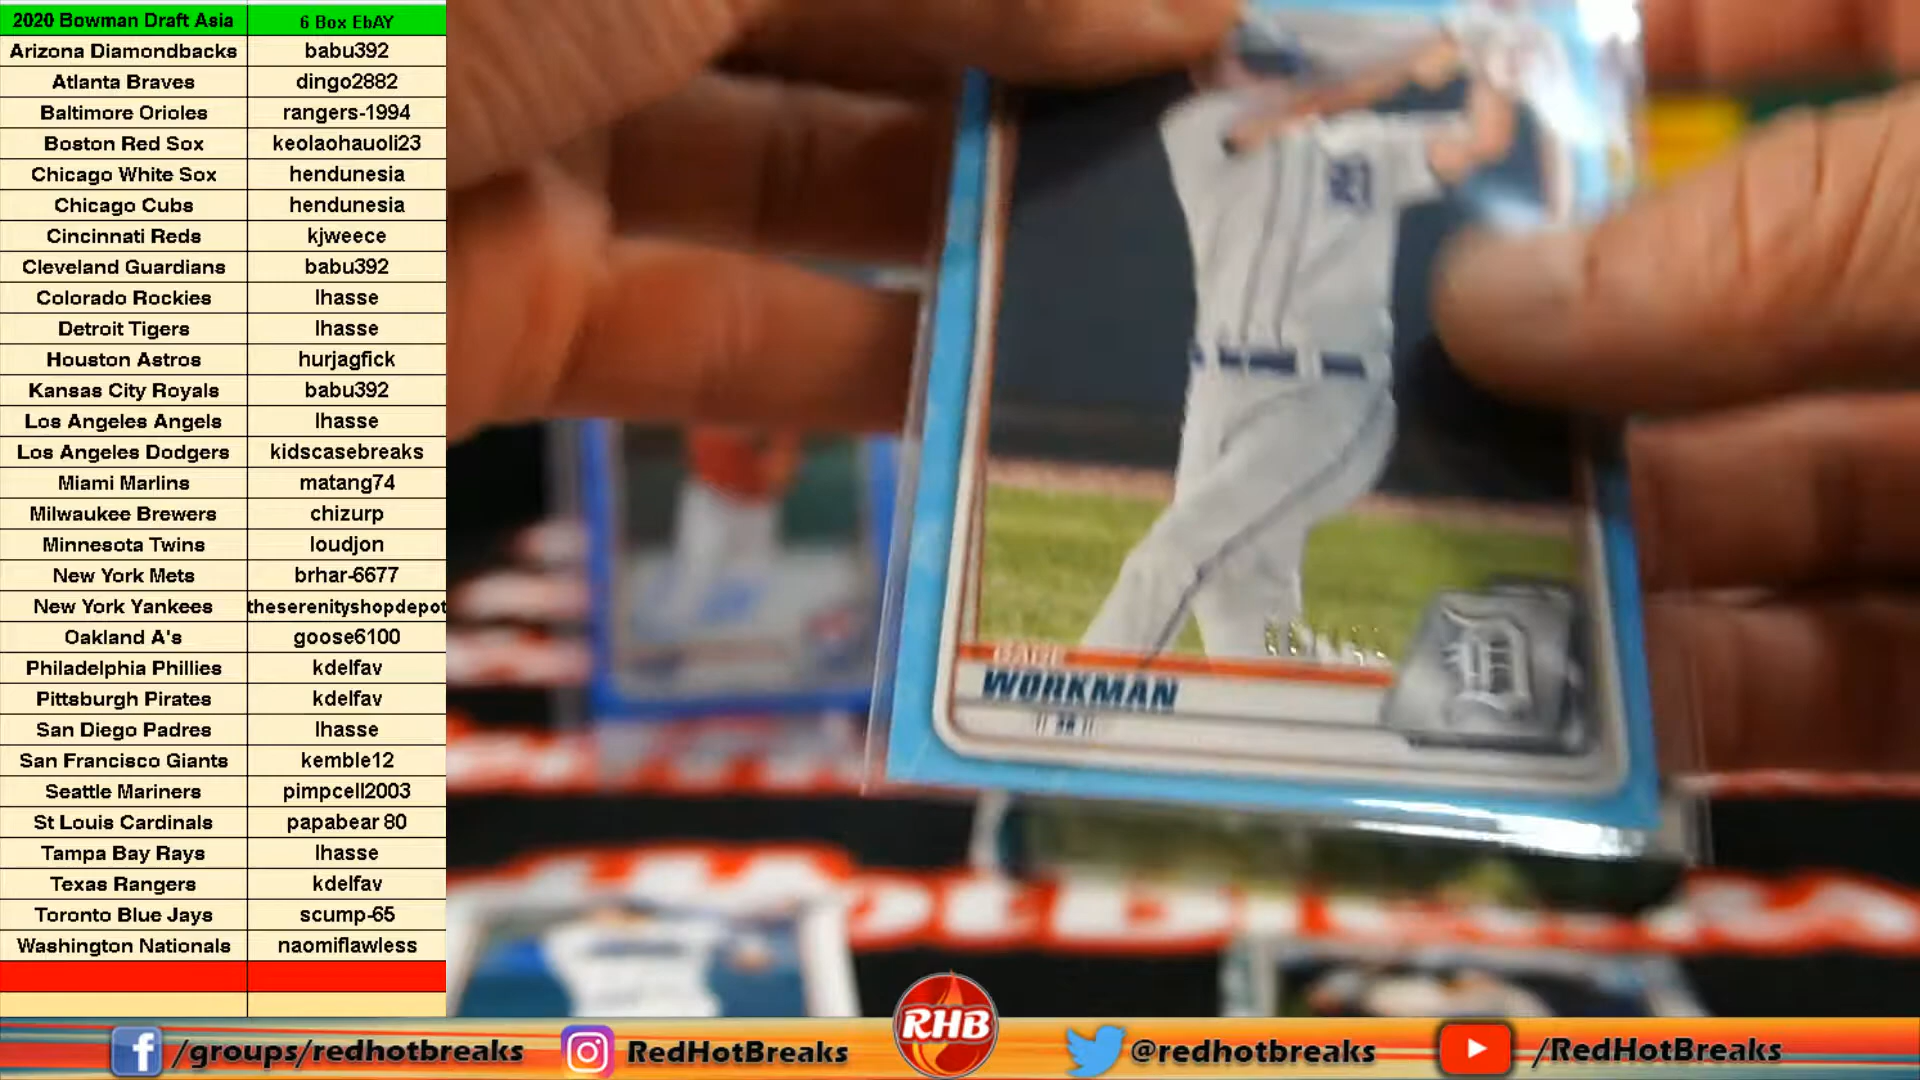 2020 Bowman Draft Asia 6 Box EbAY
Arizona Diamondbacks babu392
Atlanta Braves dingo2882
Baltimore Orioles rangers-1994
Boston Red Sox keolaohauoli23
Chicago White Sox hendunesia
Chicago Cubs hendunesia
Cincinnati Reds kjweece
Cleveland Guardians babu392
Colorado Rockies lhasse
Detroit Tigers lhasse
Houston Astros hurjagfick
Kansas City Royals babu392
Los Angeles Angels lhasse
Los Angeles Dodgers kidscasebreaks
Miami Marlins matang74
Milwaukee Brewers chizurp
Minnesota Twins loudjon
New York Mets brhar-6677
New York Yankees theserenityshopdepot
Oakland A's goose6100
Philadelphia Phillies kdelfav
Pittsburgh Pirates kdelfav
San Diego Padres lhasse
San Francisco Giants kemble12
Seattle Mariners pimpcell2003
St Louis Cardinals papabear 80
Tampa Bay Rays lhasse
Texas Rangers kdelfav
Toronto Blue Jays scump-65
Washington Nationals naomiflawless
GAGE
WORKMAN
3B
D
RHB
/groups/redhotbreaks
RedHotBreaks
@redhotbreaks
/RedHotBreaks